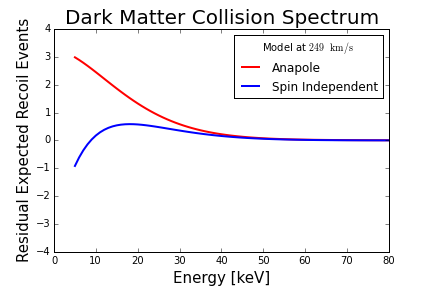 Dark Matter Collision Spectrum
Residual Expected Recoil Events
4
3
2
1
0
−1
−2
−3
−4
Model at 249 km/s
Anapole
Spin Independent
0 10 20 30 40 50 60 70 80
Energy [keV]